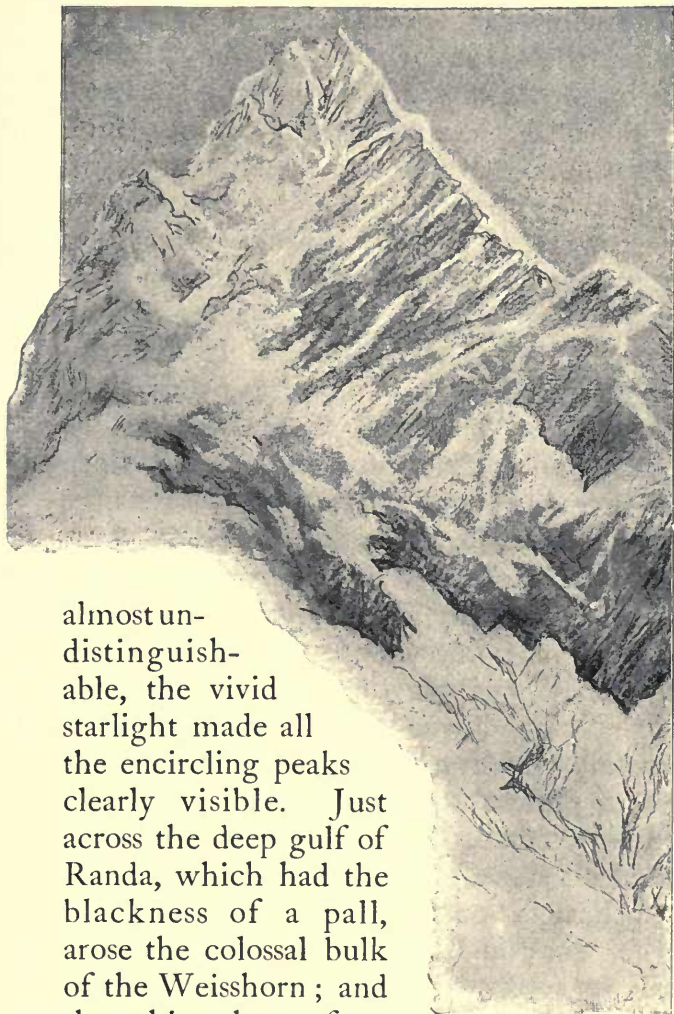 almost un-
distinguish-
able, the vivid
starlight made all
the encircling peaks
clearly visible. Just
across the deep gulf of
Randa, which had the
blackness of a pall,
arose the colossal bulk
of the Weisshorn ; and